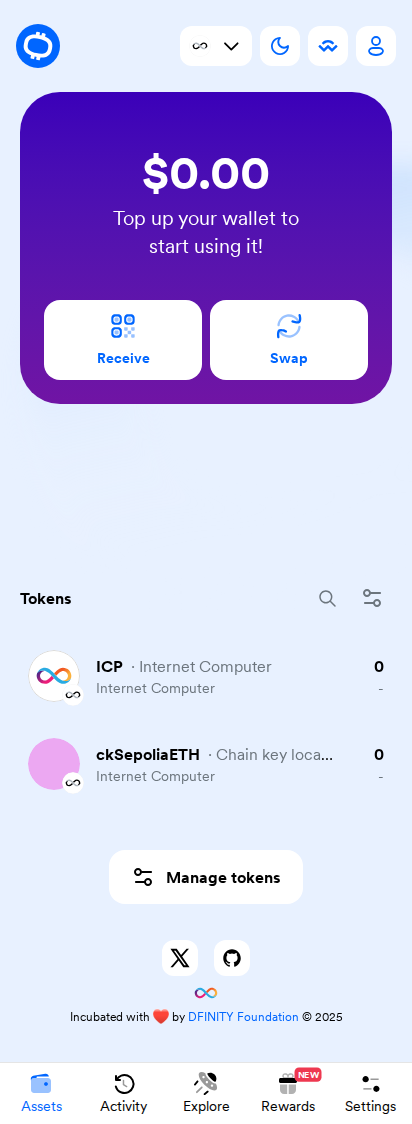 $0.00
Top up your wallet to
start using it!
Receive
Swap
Tokens
ICP · Internet Computer 0
Internet Computer -
ckSepoliaETH · Chain key loca... 0
Internet Computer -
Manage tokens
Incubated with ❤️ by DFINITY Foundation © 2025
NEW
Assets Activity Explore Rewards Settings